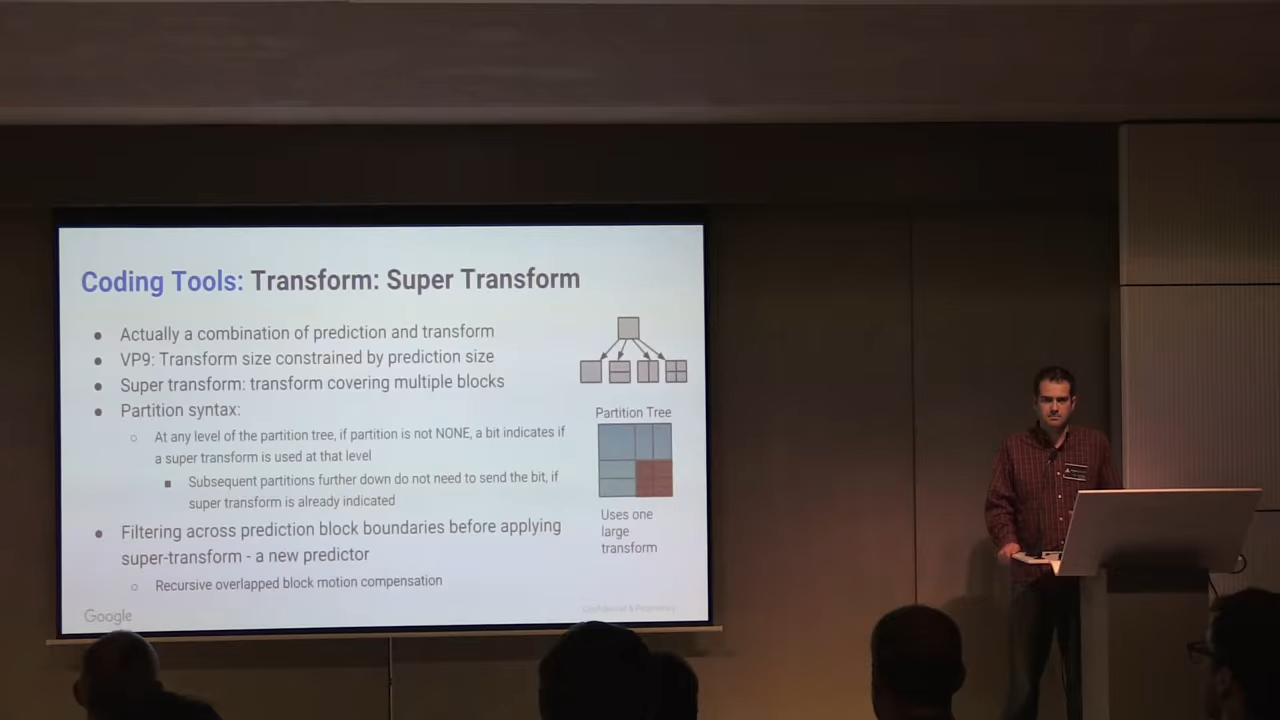 Coding Tools: Transform: Super Transform
• Actually a combination of prediction and transform
• VP9: Transform size constrained by prediction size
• Super transform: transform covering multiple blocks
• Partition syntax:
○ At any level of the partition tree, if partition is not NONE, a bit indicates if
a super transform is used at that level
■ Subsequent partitions further down do not need to send the bit, if
super transform is already indicated
• Filtering across prediction block boundaries before applying
super-transform - a new predictor
○ Recursive overlapped block motion compensation
Partition Tree
Uses one
large
transform
Google
Confidential & Proprietary